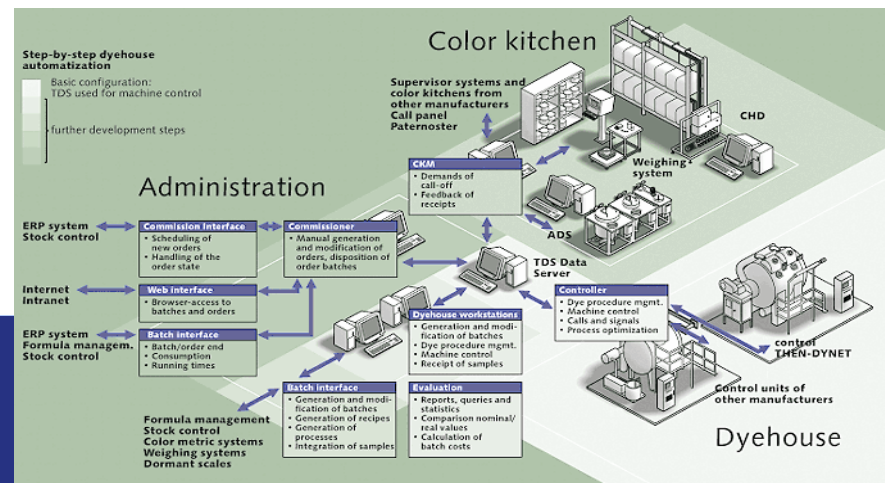 Color kitchen
Step-by-step dyehouse
automatization
Basic configuration:
TDS used for machine control
further development steps
Supervisor systems and
color kitchens from
other manufacturers
Call panel
Paternoster
CHD
Weighing
system
CKM
• Demands of
call-off
• Feedback of
receipts
ADS
Administration
ERP system
Stock control
Commission Interface
• Scheduling of
new orders
• Handling of the
order state
Commissioner
• Manual generation
and modification of
orders, disposition of
order batches
TDS Data
Server
Internet
Intranet
Web interface
• Browser-access to
batches and orders
ERP system
Formula managem.
Stock control
Batch interface
• Batch/order end
• Consumption
• Running times
Dyehouse workstations
• Generation and modi-
fication of batches
• Dye procedure mgmt.
• Machine control
• Receipt of samples
Controller
• Dye procedure mgmt.
• Machine control
• Calls and signals
• Process optimization
control
THEN-DYNET
Control units of
other manufacturers
Formula management
Stock control
Color metric systems
Weighing systems
Dormant scales
Batch interface
• Generation and modi-
fication of batches
• Generation of recipes
• Generation of
processes
• Integration of samples
Evaluation
• Reports, queries and
statistics
• Comparison nominal/
real values
• Calculation of
batch costs
Dyehouse